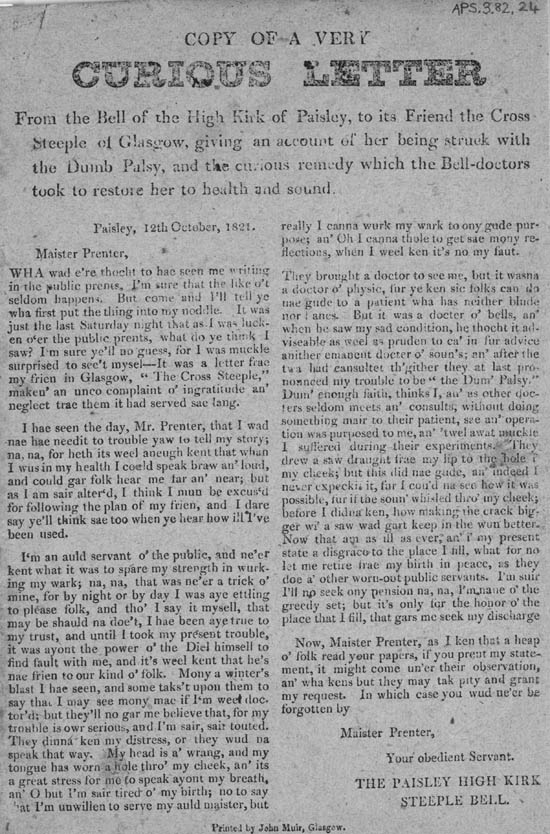 APS.3.82.24
COPY OF A VERY
CURIOUS LETTER
From the Bell of the High Kirk of Paisley, to its Friend the Cross
Steeple of Glasgow, giving an account of her being struck with
the Dumb Palsy, and the curious remedy which the Bell-doctors
took to restore her to health and sound.
Paisley, 12th October, 1821.
Maister Prenter,
WHA wad e're thocht to hae seen me writing
in the public prents. I'm sure that the like o't
seldom happens. But come and I'll tell ye
wha first put the thing into my noddle. It was
just the last Saturday night that as I was luck-
en o'er the public prents, what do ye think I
saw? I'm sure ye'll no guess, for I was muckle
surprised to see't mysel—It was a letter frae
my frien in Glasgow, "The Cross Steeple,"
maken' an unco complaint o' ingratitude an'
neglect frae them it had served sae lang.
I hae seen the day, Mr. Prenter, that I wad
nae hae needit to trouble yaw to tell my story;
na, na, for heth its weel aneugh kent that whan
I wus in my health I could speak braw an' loud,
and could gar folk hear me far an' near; but
as I am sair alter'd, I think I mun be excus'd
for following the plan of my frien, and I dare
say ye'll think sae too when ye hear how ill I've
been used.
I'm an auld servant o' the public, and ne'er
kent what it was to spare my strength in wurk-
ing my wark; na, na, that was ne'er a trick o'
mine, for by night or by day I was aye ettling
to please folk, and tho' I say it mysell, that
may be shauld na doe't, I hae been aye true to
my trust, and until I took my present trouble,
it was ayont the power o' the Diel himsell to
find fault with me, and it's weel kent that he's
nae frien to our kind o' folk. Mony a winter's
blast I hae seen, and some taks't upon them to
say that I may see mony mae if I'm weel doc-
tor'd; but they'll no gar me believe that, for my
trouble is owr serious, and I'm sair, sair touted.
They dinna ken my distress, or they wud na
speak that way. My head is a' wrang, and my
tongue has worn a hole thro' my cheek, an' its
a great stress for me to speak ayont my breath,
an' O but I'm sair tired o' my birth; no to say
'at I'm unwillen to serve my auld maister, but
really I canna wurk my wark to ony gude pur-
pose; an' Oh I canna thole to get sae mony re-
flections, when I weel ken it's no my faut.
They brought a doctor to see me, but it wasna
a doctor o' physic, for ye ken sic folks can do
nae gude to a patient wha has neither blude
nor banes. But it was a docter o' bells, an'
when he saw my sad condition, he thocht it ad-
viseable as weel as pruden to ca' in fur advice
anither emanent docter o' soun's; an' after the
twa had consultet th'gither they at last pro-
nounced my trouble to be "the Dum' Palsy."
Dum' enough faith, thinks I, an' as other doc-
ters seldom meets an' consults, without doing
something mair to their patient, see an' opera-
tion was purposed to me, an' 'twel awat muckle
I suffered during their experiments. They
drew a saw draught frae my lip to the hole i'
my cheek; but this did nae gude, an' indeed I
never expeckit it, far I cou'd na see how it was
possible, fur if the soun' whisled thro' my cheek;
before I didna ken, how making the crack big-
ger wi' a saw wad gart keep in the wun better.
Now that am as ill as ever, an' if my present
state a disgrace to the place I fill, what for no
let me retire frae my birth in peace, as they
doe a' other worn-out public servants. I'm suir
I'll no seek ony pension na, na, I'm nane o' the
greedy set; but it's only for the honor o' the
place that I fill, that gars me seek my discharge
Now, Maister Prenter, as I ken that a heap
o' folk read your papers, if you prent my state-
ment, it might come un'er their observation,
an' wha kens but they may tak pity and grant
my request. In which case you wud ne'er be
forgotten by
Maister Prenter,
Your obedient Servant.
THE PAISLEY HIGH KIRK
STEEPLE BELL.
Printed by John Muir, Glasgow.